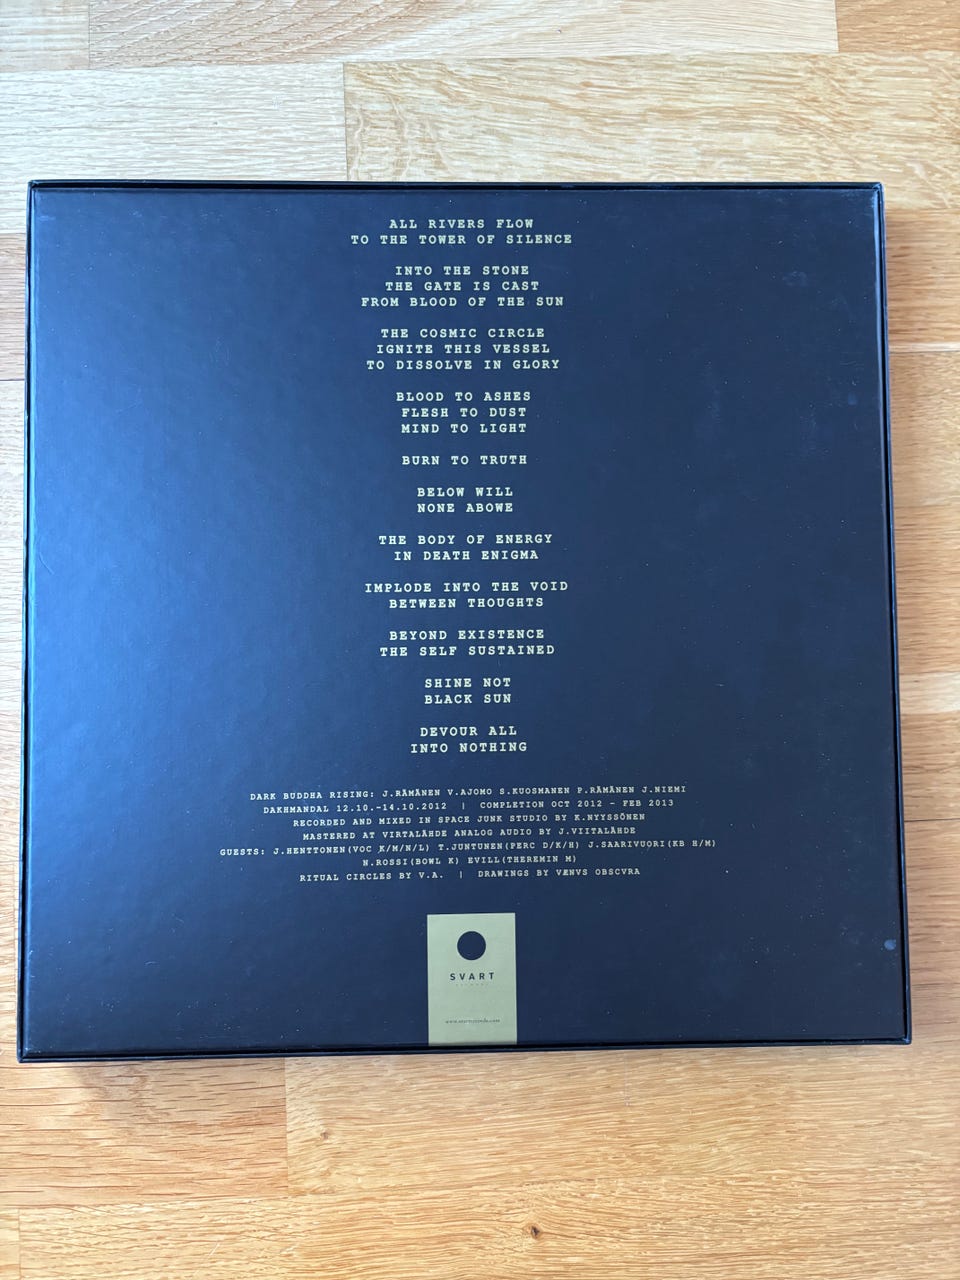 ALL RIVERS FLOW
TO THE TOWER OF SILENCE
INTO THE STONE
THE GATE IS CAST
FROM BLOOD OF THE SUN
THE COSMIC CIRCLE
IGNITE THIS VESSEL
TO DISSOLVE IN GLORY
BLOOD TO ASHES
FLESH TO DUST
MIND TO LIGHT
BURN TO TRUTH
BELOW WILL
NONE ABOWE
THE BODY OF ENERGY
IN DEATH ENIGMA
IMPLODE INTO THE VOID
BETWEEN THOUGHTS
BEYOND EXISTENCE
THE SELF SUSTAINED
SHINE NOT
BLACK SUN
DEVOUR ALL
INTO NOTHING
DARK BUDDHA RISING: J.RÄMÄNEN V.AJOMO S.KUOSMANEN P.RÄMÄNEN J.NIEMI
DAKHMANDAL 12.10.-14.10.2012 | COMPLETION OCT 2012 - FEB 2013
RECORDED AND MIXED IN SPACE JUNK STUDIO BY K.NYYSSÖNEN
MASTERED AT VIRTALÄHDE ANALOG AUDIO BY J.VIITALÄHDE
GUESTS: J.HENTTONEN(VOC K/M/N/L) T.JUNTUNEN(PERC D/K/H) J.SAARIVUORI(KB H/M)
N.ROSSI(BOWL K) EVILL(THEREMIN M)
RITUAL CIRCLES BY V.A. | DRAWINGS BY VÆNVS OBSCVRA
SVART
www.svartrecords.com